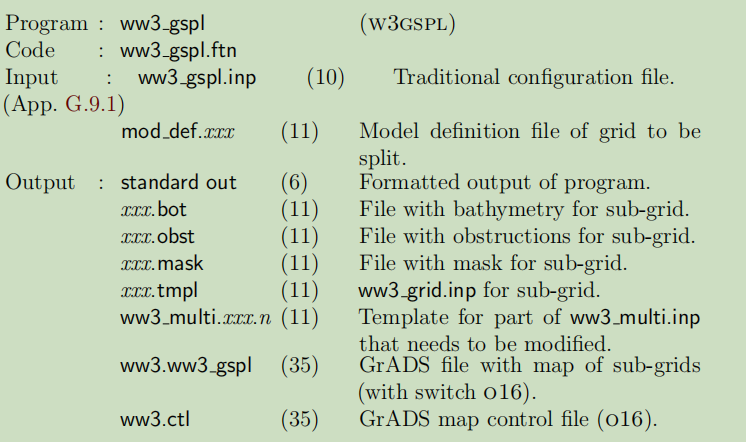 Program : ww3_gspl (W3GSPL)
Code : ww3_gspl.ftn
Input : ww3_gspl.inp (10) Traditional configuration file.
(App. G.9.1)
mod_def.xxx (11) Model definition file of grid to be
split.
Output : standard out (6) Formatted output of program.
xxx.bot (11) File with bathymetry for sub-grid.
xxx.obst (11) File with obstructions for sub-grid.
xxx.mask (11) File with mask for sub-grid.
xxx.tmpl (11) ww3_grid.inp for sub-grid.
ww3_multi.xxx.n (11) Template for part of ww3_multi.inp
that needs to be modified.
ww3.ww3_gspl (35) GrADS file with map of sub-grids
(with switch O16).
ww3.ctl (35) GrADS map control file (O16).